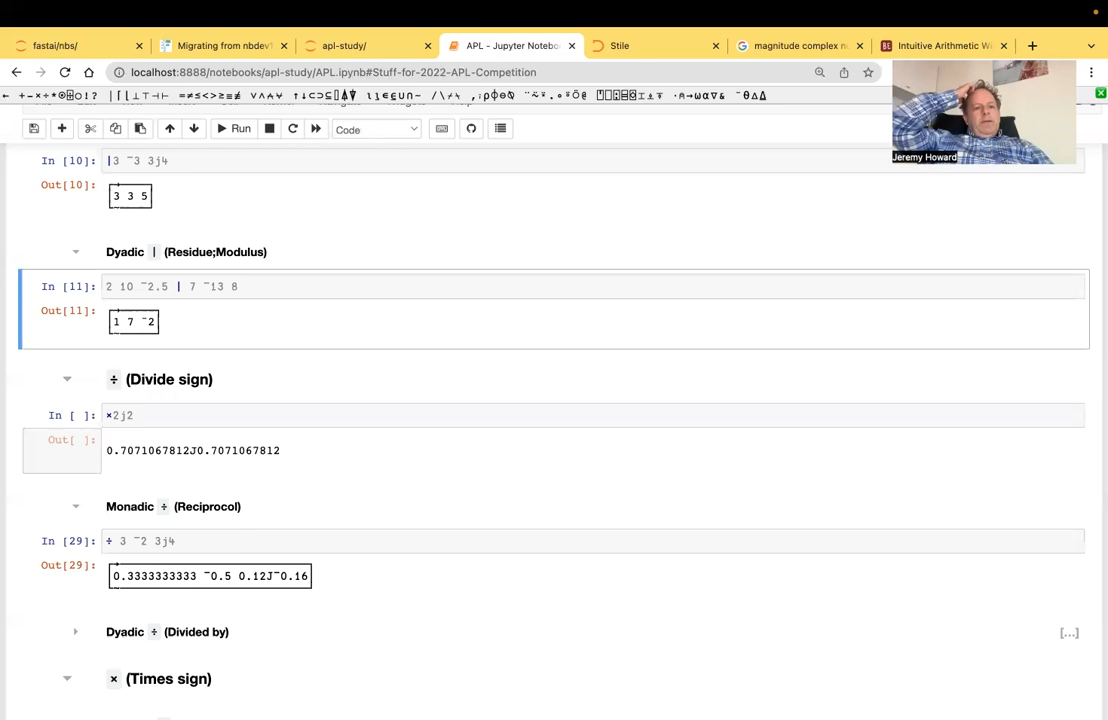 fastai/nbs/
Migrating from nbdev1
apl-study/
APL - Jupyter Noteboo
Stile
magnitude complex nu
Intuitive Arithmetic W
localhost:8888/notebooks/apl-study/APL.ipynb#Stuff-for-2022-APL-Competition
Run
Code
Jeremy Howard
In [10]: |3 ¯3 3j4
Out[10]:
3 3 5
Dyadic | (Residue;Modulus)
In [11]: 2 10 ¯2.5 | 7 ¯13 8
Out[11]:
1 7 ¯2
÷ (Divide sign)
In [ ]: ×2j2
Out[ ]:
0.7071067812J0.7071067812
Monadic ÷ (Reciprocol)
In [29]: ÷ 3 ¯2 3j4
Out[29]:
0.3333333333 ¯0.5 0.12J¯0.16
Dyadic ÷ (Divided by)
[...]
× (Times sign)